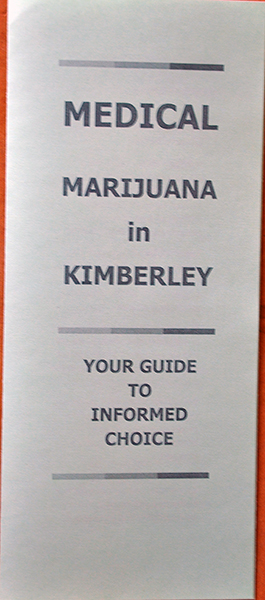 MEDICAL
MARIJUANA
in
KIMBERLEY
YOUR GUIDE
TO
INFORMED
CHOICE